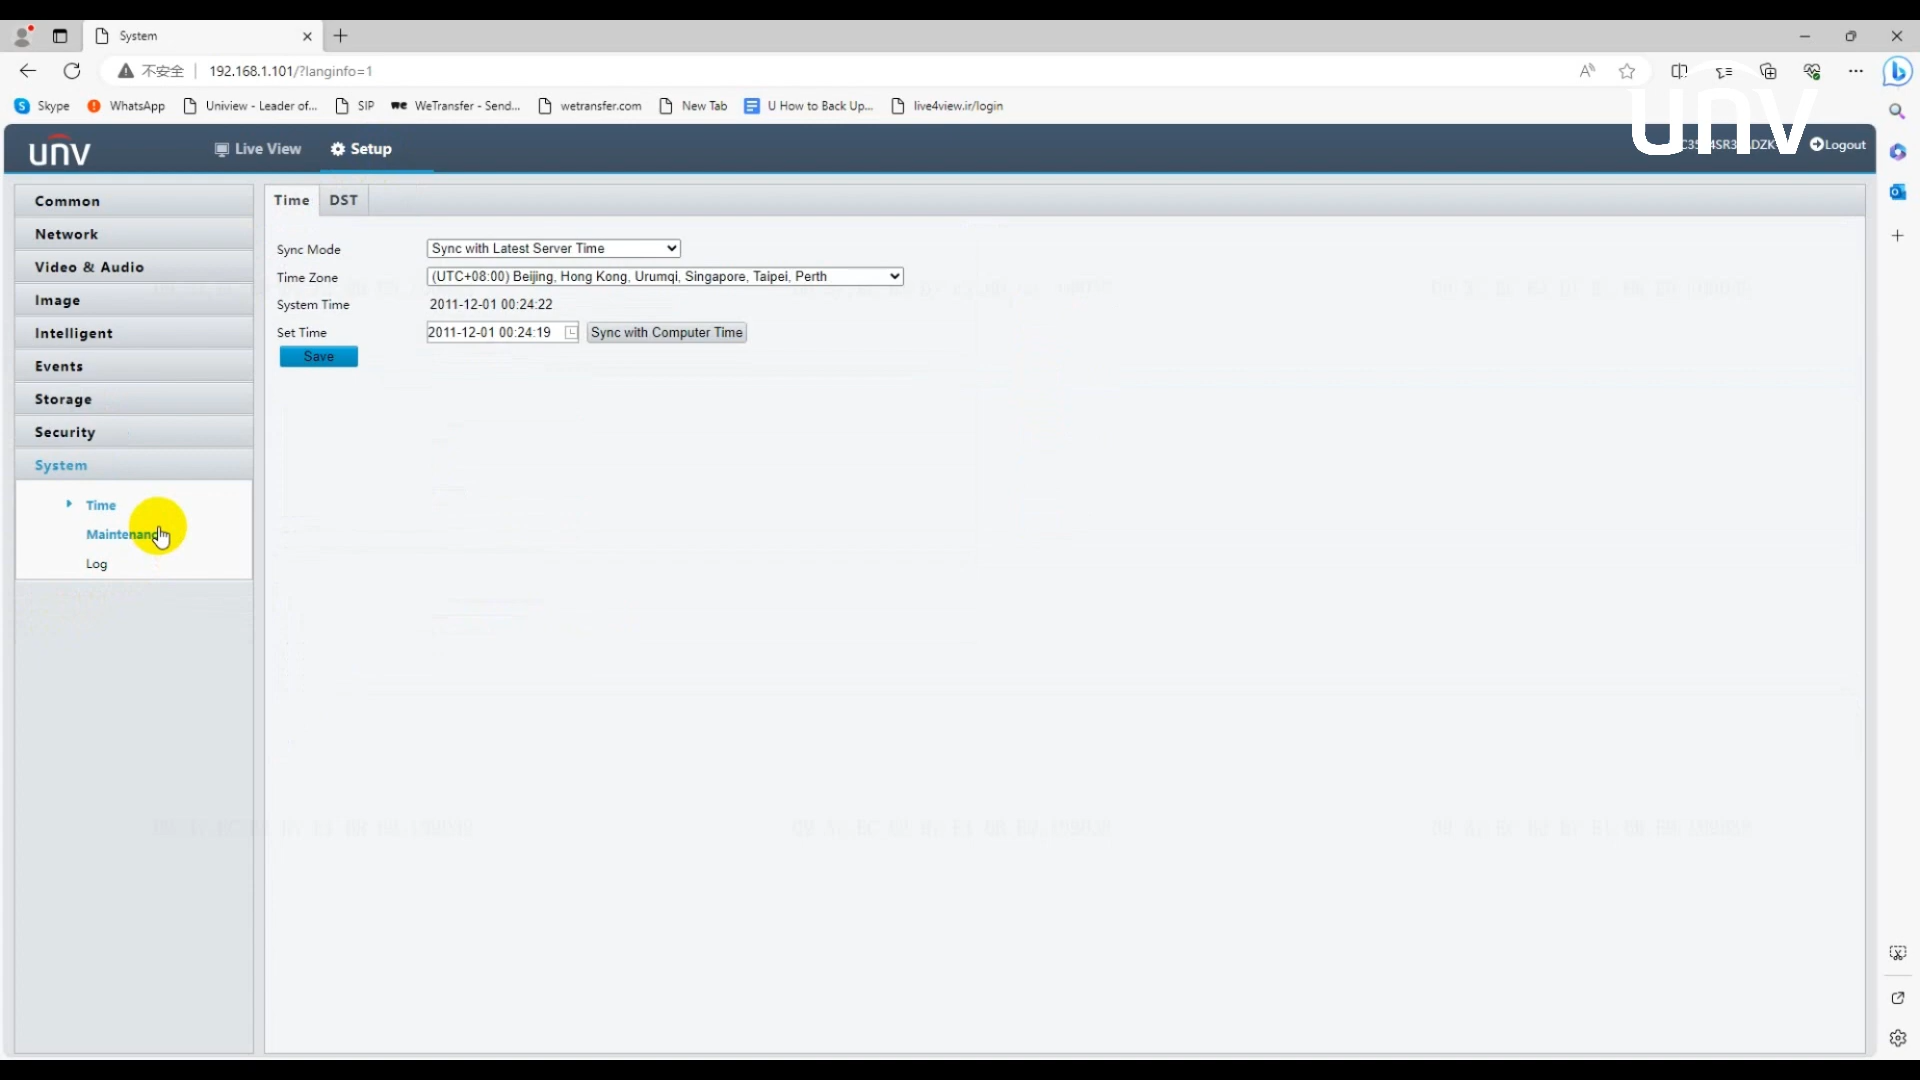 System
不安全 192.168.1.101/?langinfo=1
Skype WhatsApp Uniview - Leader of... SIP WeTransfer - Send... wetransfer.com New Tab U How to Back Up... live4view.ir/login
unv Live View Setup Logout
unv
Common
Network
Video & Audio
Image
Intelligent
Events
Storage
Security
System
Time
Maintenance
Log
Time DST
Sync Mode Sync with Latest Server Time
Time Zone (UTC+08:00) Beijing, Hong Kong, Urumqi, Singapore, Taipei, Perth
System Time 2011-12-01 00:24:22
Set Time 2011-12-01 00:24:19 Sync with Computer Time
Save